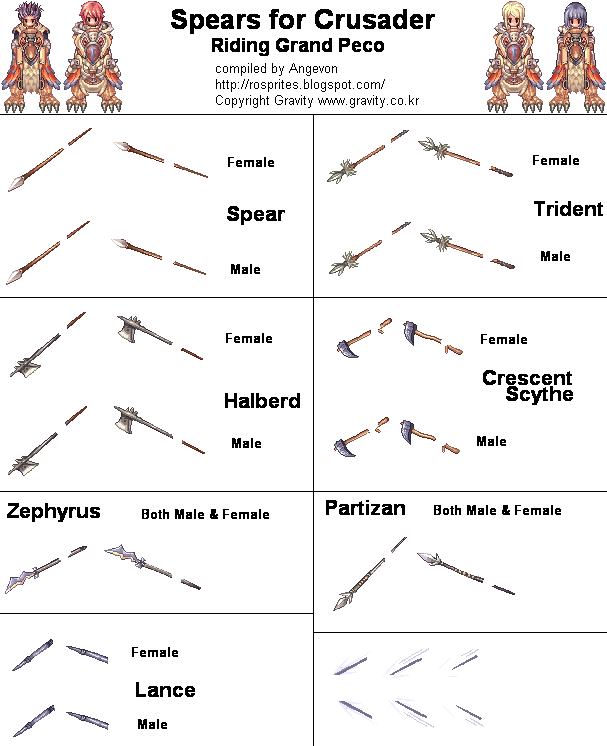 Spears for Crusader
Riding Grand Peco
compiled by Angevon
http://rosprites.blogspot.com/
Copyright Gravity www.gravity.co.kr
Female
Spear
Male
Female
Trident
Male
Female
Halberd
Male
Female
Crescent
Scythe
Male
Zephyrus
Both Male & Female
Partizan
Both Male & Female
Female
Lance
Male